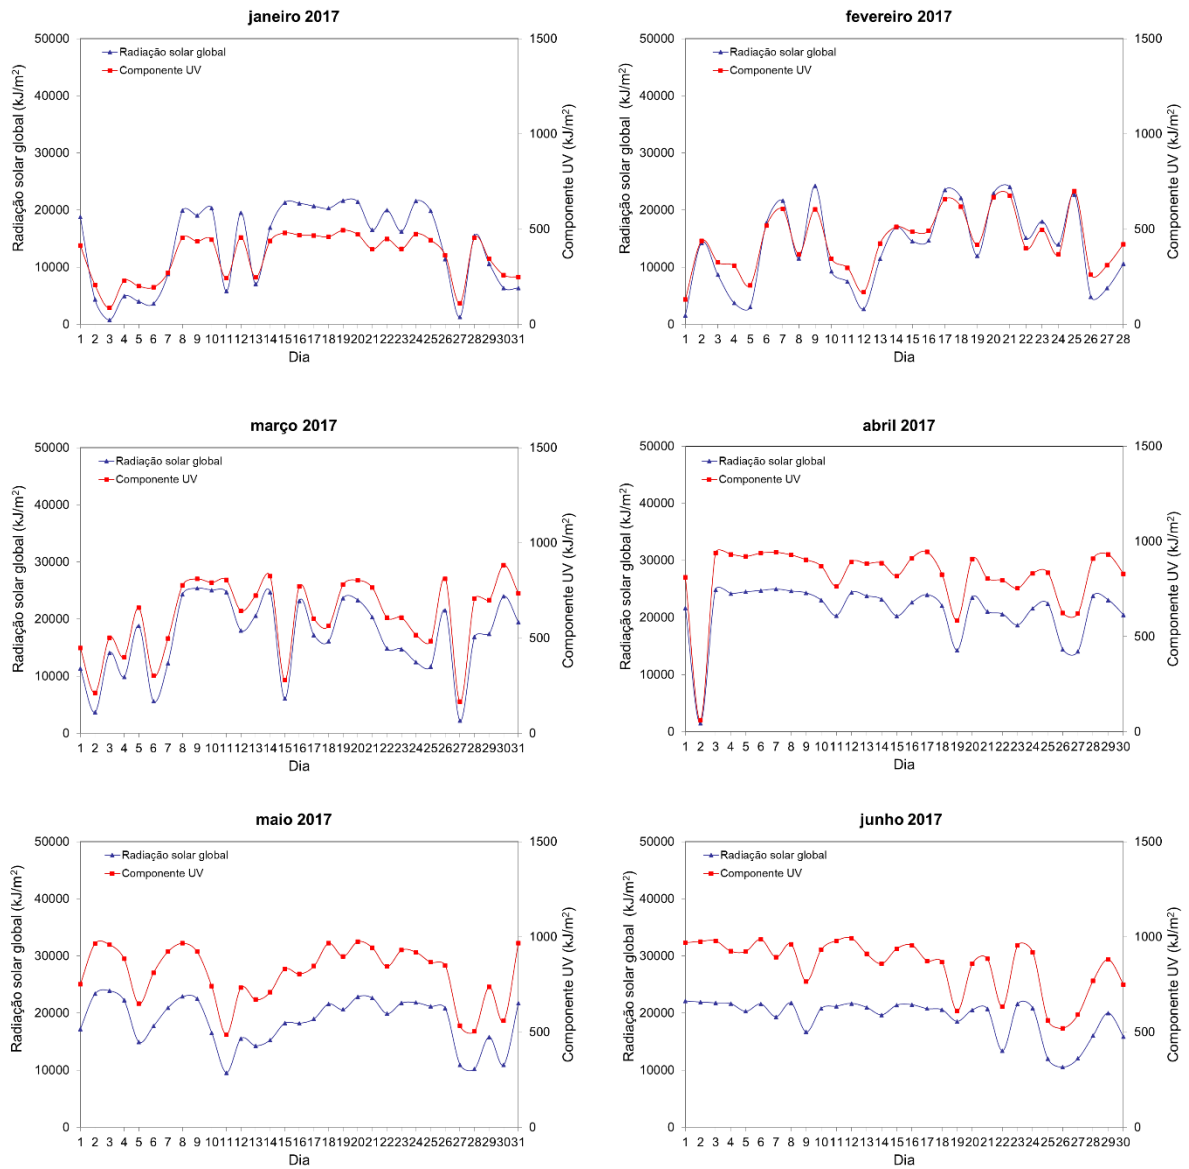 janeiro 2017
50000
40000
30000
20000
10000
0
Radiação solar global (kJ/m²)
Radiação solar global
Componente UV
1500
1000
500
0
Componente UV (kJ/m²)
1 2 3 4 5 6 7 8 9 10 11 12 13 14 15 16 17 18 19 20 21 22 23 24 25 26 27 28 29 30 31
Dia
fevereiro 2017
50000
40000
30000
20000
10000
0
Radiação solar global (kJ/m²)
Radiação solar global
Componente UV
1500
1000
500
0
Componente UV (kJ/m²)
1 2 3 4 5 6 7 8 9 10 11 12 13 14 15 16 17 18 19 20 21 22 23 24 25 26 27 28
Dia
março 2017
50000
40000
30000
20000
10000
0
Radiação solar global (kJ/m²)
Radiação solar global
Componente UV
1500
1000
500
0
Componente UV (kJ/m²)
1 2 3 4 5 6 7 8 9 10 11 12 13 14 15 16 17 18 19 20 21 22 23 24 25 26 27 28 29 30 31
Dia
abril 2017
50000
40000
30000
20000
10000
0
Radiação solar global (kJ/m²)
Radiação solar global
Componente UV
1500
1000
500
0
Componente UV (kJ/m²)
1 2 3 4 5 6 7 8 9 10 11 12 13 14 15 16 17 18 19 20 21 22 23 24 25 26 27 28 29 30
Dia
maio 2017
50000
40000
30000
20000
10000
0
Radiação solar global (kJ/m²)
Radiação solar global
Componente UV
1500
1000
500
0
Componente UV (kJ/m²)
1 2 3 4 5 6 7 8 9 10 11 12 13 14 15 16 17 18 19 20 21 22 23 24 25 26 27 28 29 30 31
Dia
junho 2017
50000
40000
30000
20000
10000
0
Radiação solar global (kJ/m²)
Radiação solar global
Componente UV
1500
1000
500
0
Componente UV (kJ/m²)
1 2 3 4 5 6 7 8 9 10 11 12 13 14 15 16 17 18 19 20 21 22 23 24 25 26 27 28 29 30
Dia